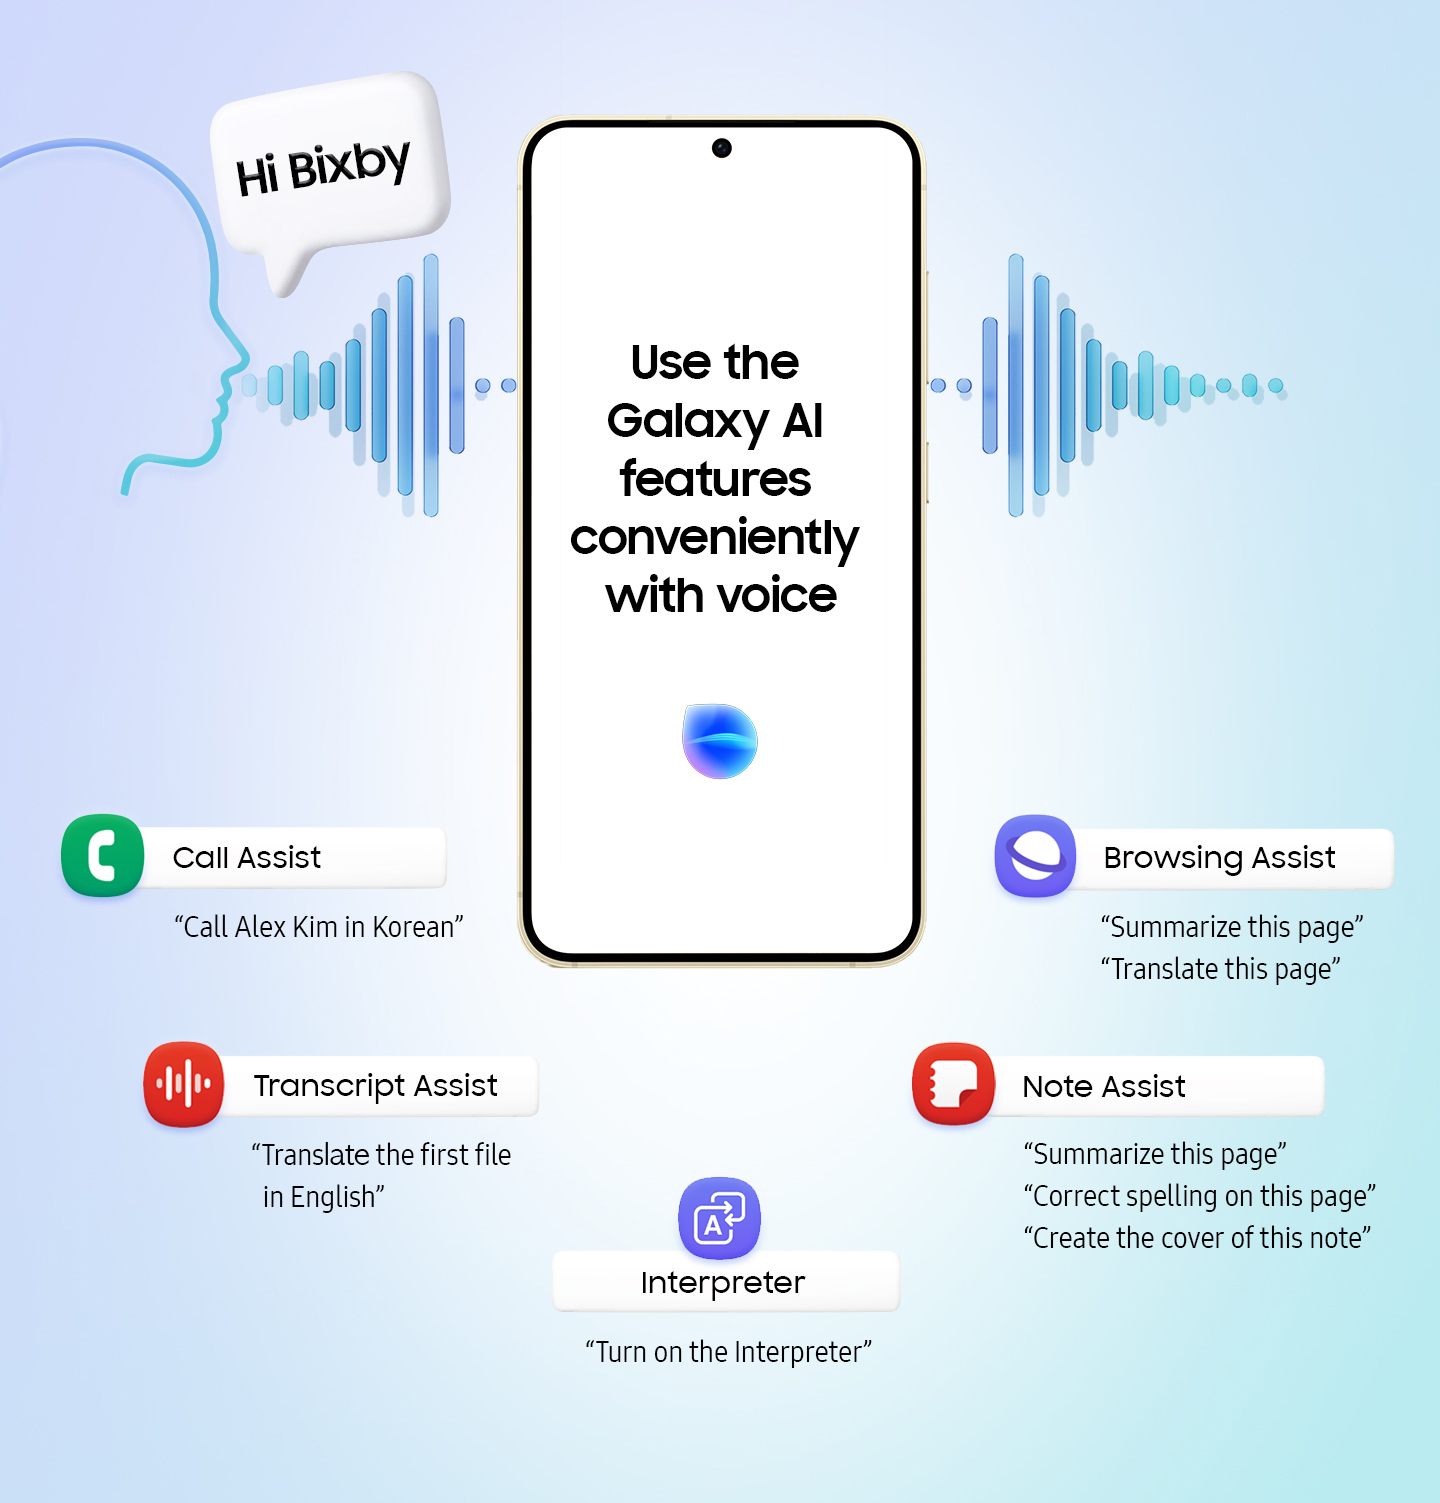 Hi Bixby
Use the
Galaxy AI
features
conveniently
with voice
Call Assist
“Call Alex Kim in Korean”
Browsing Assist
“Summarize this page”
“Translate this page”
Transcript Assist
“Translate the first file
in English”
Note Assist
“Summarize this page”
“Correct spelling on this page”
“Create the cover of this note”
A
Interpreter
“Turn on the Interpreter”